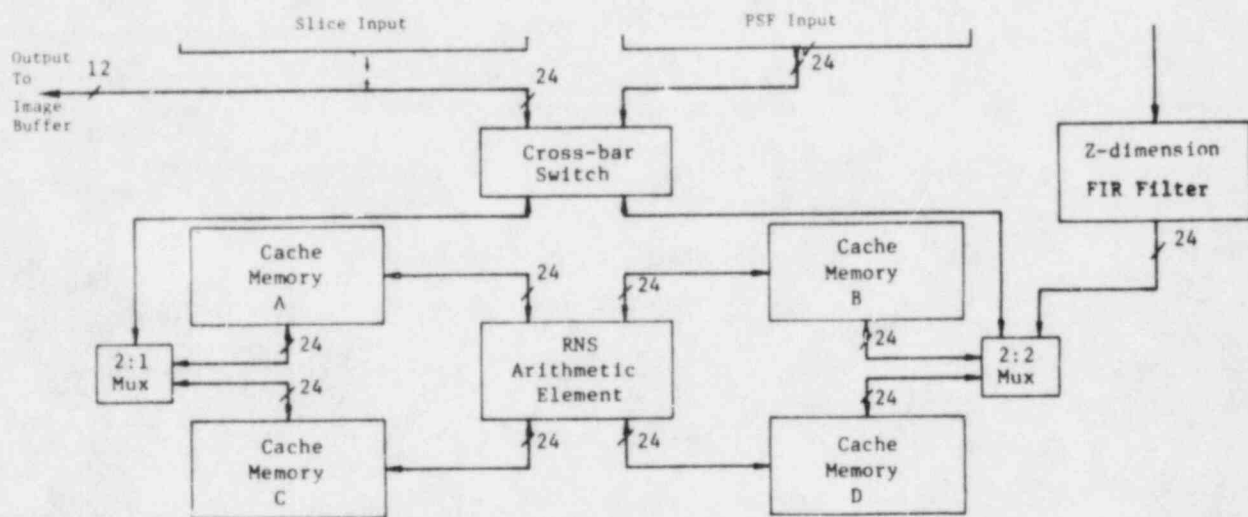 Slice Input
PSF Input
Output
To
Image
Buffer
12
24
24
Cross-bar
Switch
Z-dimension
FIR Filter
24
Cache
Memory
A
24
24
Cache
Memory
B
24
24
2:1
Mux
24
RNS
Arithmetic
Element
2:2
Mux
24
24
24
Cache
Memory
C
Cache
Memory
D